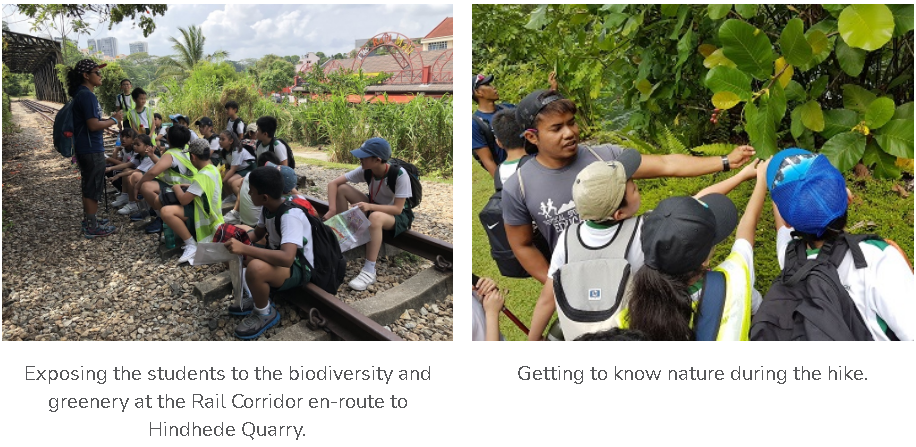 Exposing the students to the biodiversity and
greenery at the Rail Corridor en-route to
Hindhede Quarry.
Getting to know nature during the hike.
hp